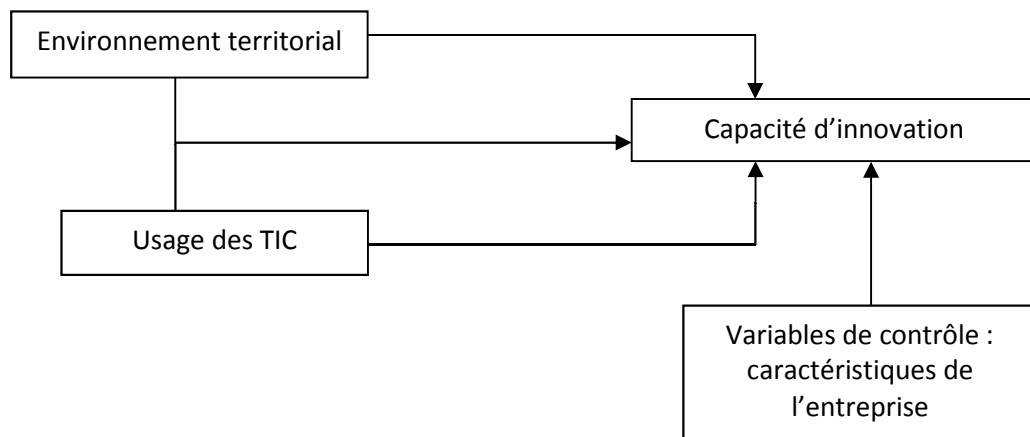 Environnement territorial
Capacité d’innovation
Usage des TIC
Variables de contrôle :
caractéristiques de
l’entreprise